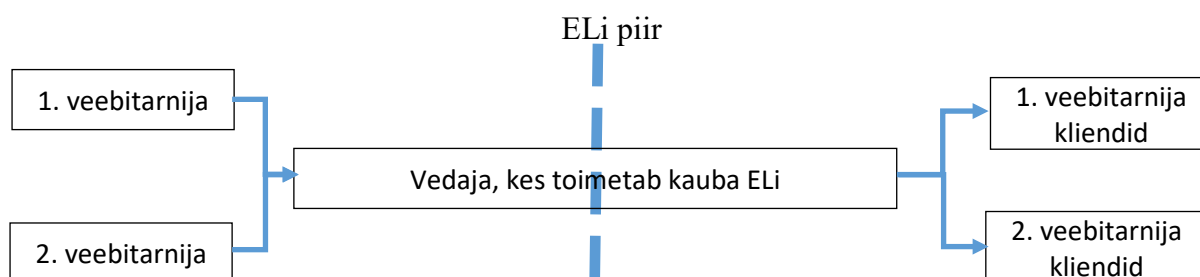 ELi piir
1. veebitarnija
1. veebitarnija
kliendid
Vedaja, kes toimetab kauba ELi
2. veebitarnija
2. veebitarnija
kliendid